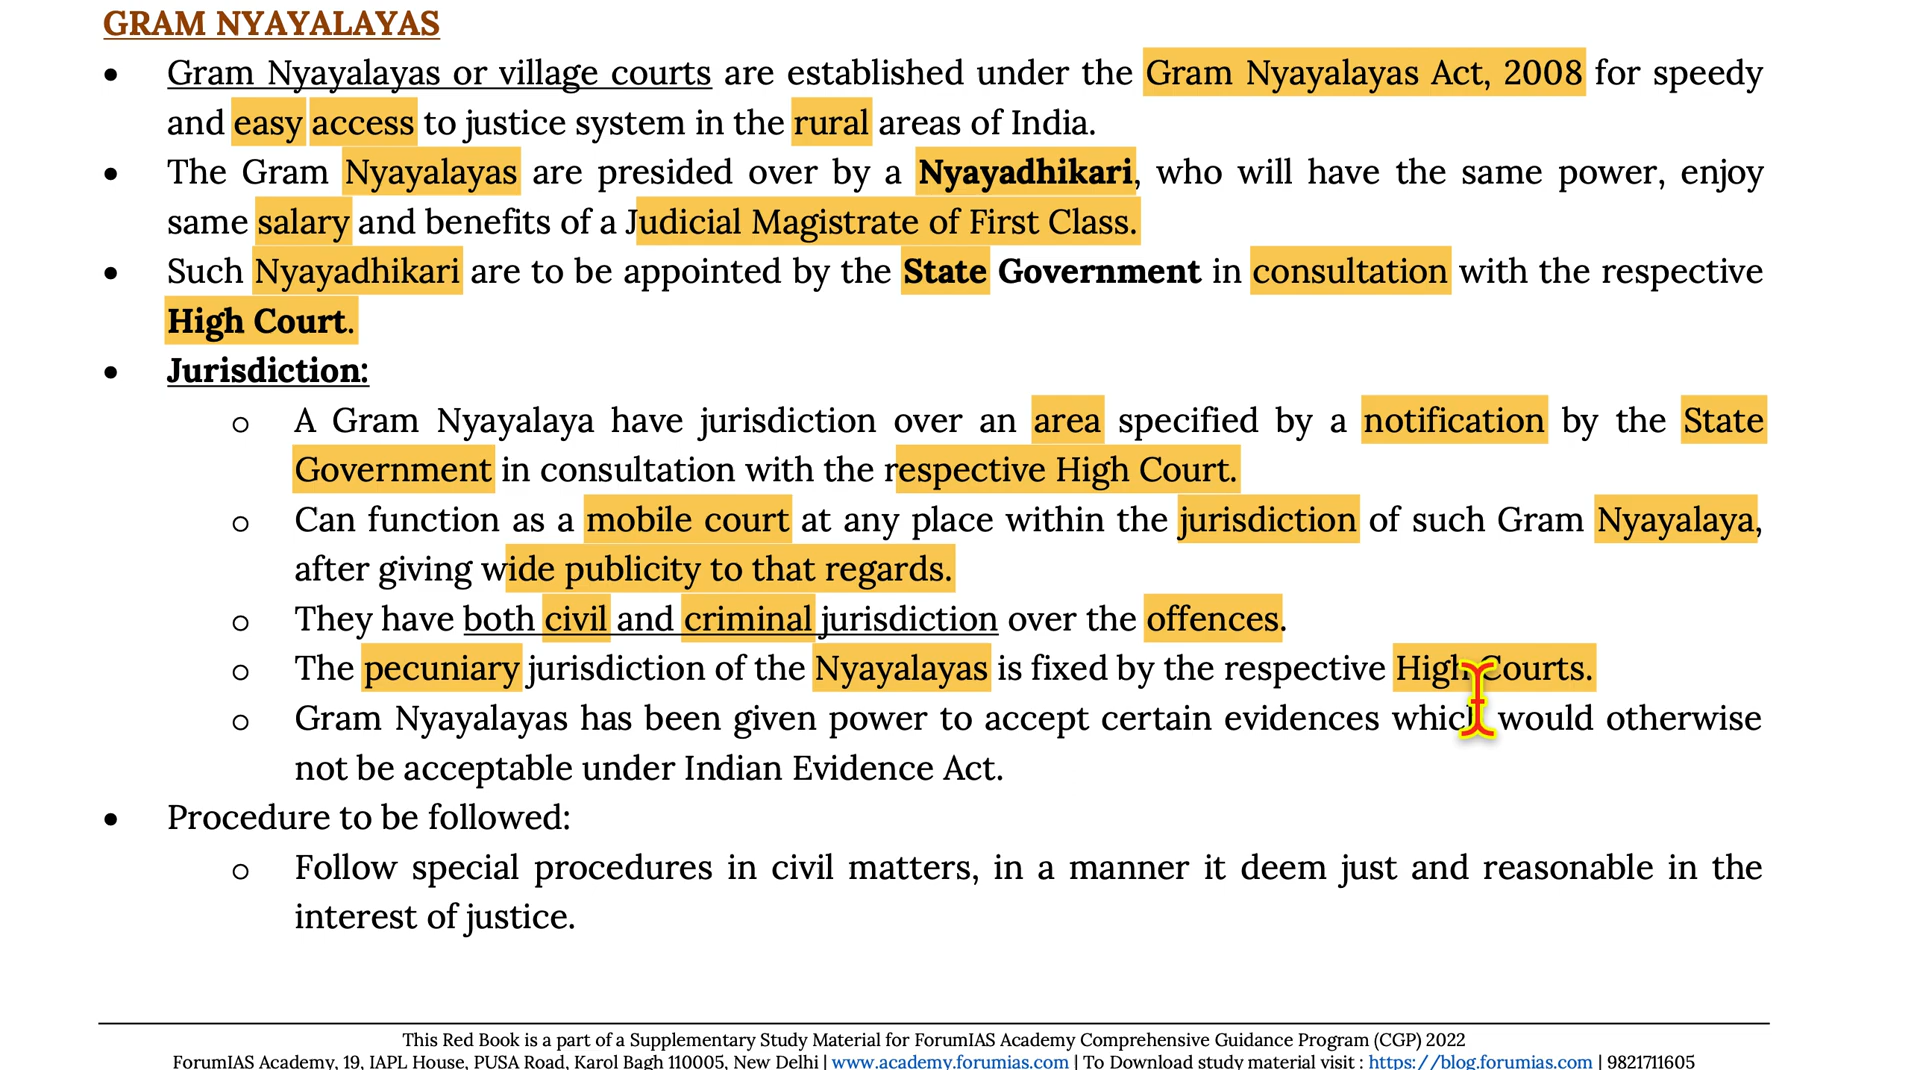 GRAM NYAYALAYAS
• Gram Nyayalayas or village courts are established under the Gram Nyayalayas Act, 2008 for speedy
and easy access to justice system in the rural areas of India.
• The Gram Nyayalayas are presided over by a Nyayadhikari, who will have the same power, enjoy
same salary and benefits of a Judicial Magistrate of First Class.
• Such Nyayadhikari are to be appointed by the State Government in consultation with the respective
High Court.
• Jurisdiction:
o A Gram Nyayalaya have jurisdiction over an area specified by a notification by the State
Government in consultation with the respective High Court.
o Can function as a mobile court at any place within the jurisdiction of such Gram Nyayalaya,
after giving wide publicity to that regards.
o They have both civil and criminal jurisdiction over the offences.
o The pecuniary jurisdiction of the Nyayalayas is fixed by the respective High Courts.
o Gram Nyayalayas has been given power to accept certain evidences which would otherwise
not be acceptable under Indian Evidence Act.
• Procedure to be followed:
o Follow special procedures in civil matters, in a manner it deem just and reasonable in the
interest of justice.
This Red Book is a part of a Supplementary Study Material for ForumIAS Academy Comprehensive Guidance Program (CGP) 2022
ForumIAS Academy, 19, IAPL House, PUSA Road, Karol Bagh 110005, New Delhi | www.academy.forumias.com | To Download study material visit : https://blog.forumias.com | 9821711605